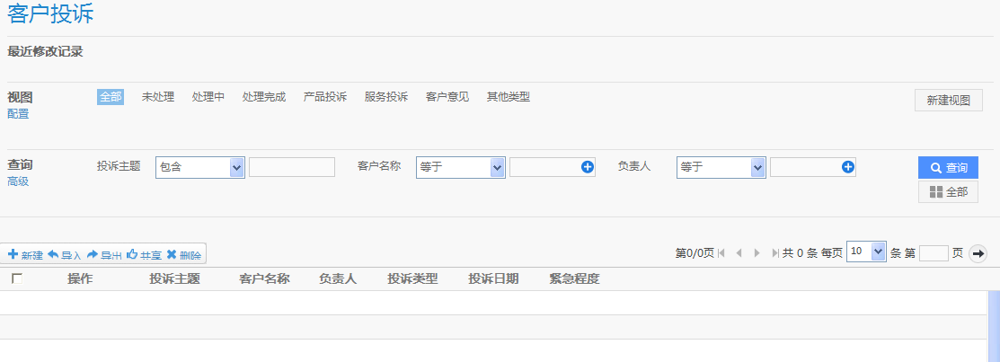 客户投诉
最近修改记录
视图 全部 未处理 处理中 处理完成 产品投诉 服务投诉 客户意见 其他类型 新建视图
配置
查询 投诉主题 包含 客户名称 等于 负责人 等于 查询
高级 全部
新建 导入 导出 共享 删除 第0/0页 共 0 条 每页 10 条 第 页
操作 投诉主题 客户名称 负责人 投诉类型 投诉日期 紧急程度